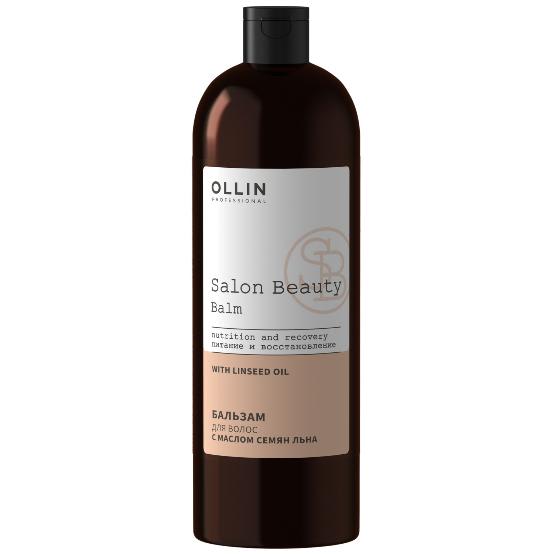 OLLIN
PROFESSIONAL
SB
Salon Beauty
Balm
nutrition and recovery
питание и восстановление
WITH LINSEED OIL
БАЛЬЗАМ
ДЛЯ ВОЛОС
С МАСЛОМ СЕМЯН ЛЬНА